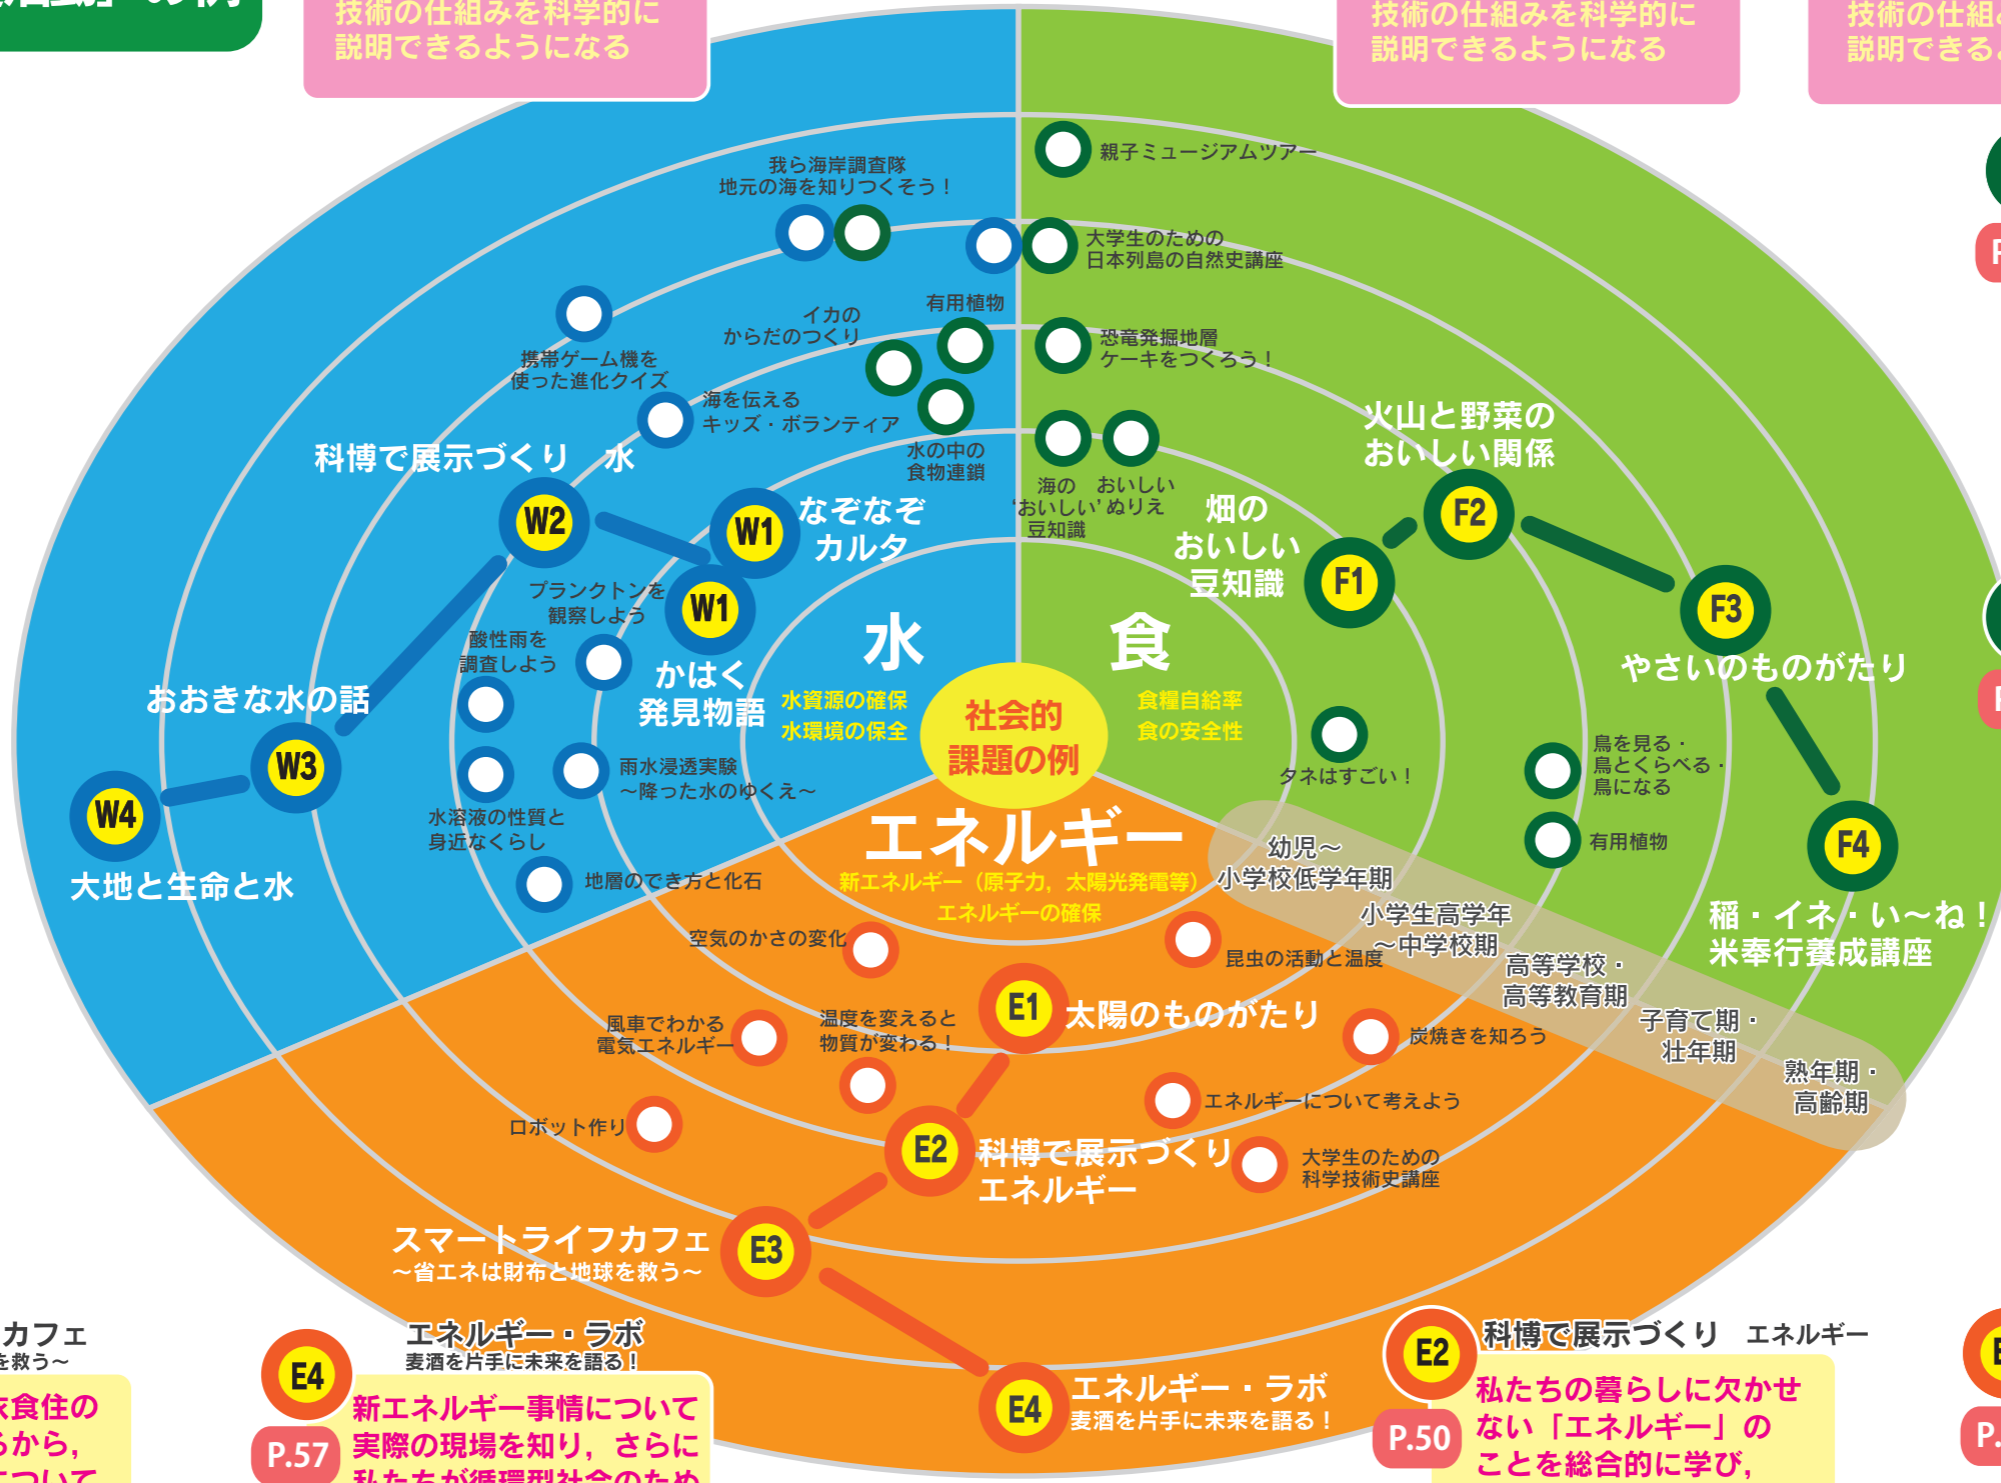 技術の仕組みを科学的に
説明できるようになる
技術の仕組みを科学的に
説明できるようになる
技術の仕組
説明できる
親子ミュージアムツアー
我ら海岸調査隊
地元の海を知りつくそう！
大学生のための
日本列島の自然史講座
有用植物
イカの
からだのつくり
恐竜発掘地層
ケーキをつくろう！
携帯ゲーム機を
使った進化クイズ
海を伝える
キッズ・ボランティア
水の中の
食物連鎖
科博で展示づくり　水
W2
W1
なぞなぞ
カルタ
W1
かはく
発見物語
海の
‘おいしい’
豆知識
おいしい
ぬりえ
畑の
おいしい
豆知識
F1
火山と野菜の
おいしい関係
F2
F3
やさいのものがたり
プランクトンを
観察しよう
酸性雨を
調査しよう
おおきな水の話
W3
W4
大地と生命と水
水
水資源の確保
水環境の保全
食
食糧自給率
食の安全性
社会的
課題の例
雨水浸透実験
～降った水のゆくえ～
水溶液の性質と
身近なくらし
地層のでき方と化石
タネはすごい！
鳥を見る・
鳥とくらべる・
鳥になる
有用植物
F4
稲・イネ・い～ね！
米奉行養成講座
エネルギー
新エネルギー（原子力，太陽光発電等）
エネルギーの確保
幼児～
小学校低学年期
小学生高学年
～中学校期
高等学校・
高等教育期
子育て期・
壮年期
熟年期・
高齢期
空気のかさの変化
昆虫の活動と温度
E1
太陽のものがたり
風車でわかる
電気エネルギー
温度を変えると
物質が変わる！
炭焼きを知ろう
エネルギーについて考えよう
ロボット作り
E2
科博で展示づくり
エネルギー
大学生のための
科学技術史講座
スマートライフカフェ
～省エネは財布と地球を救う～
E3
E4
エネルギー・ラボ
麦酒を片手に未来を語る！
カフェ
を救う～
衣食住の
から，
について
E4
P.57
エネルギー・ラボ
麦酒を片手に未来を語る！
新エネルギー事情について
実際の現場を知り，さらに
私たちが循環型社会のため
E2
P.50
科博で展示づくり　エネルギー
私たちの暮らしに欠かせ
ない「エネルギー」の
ことを総合的に学び，